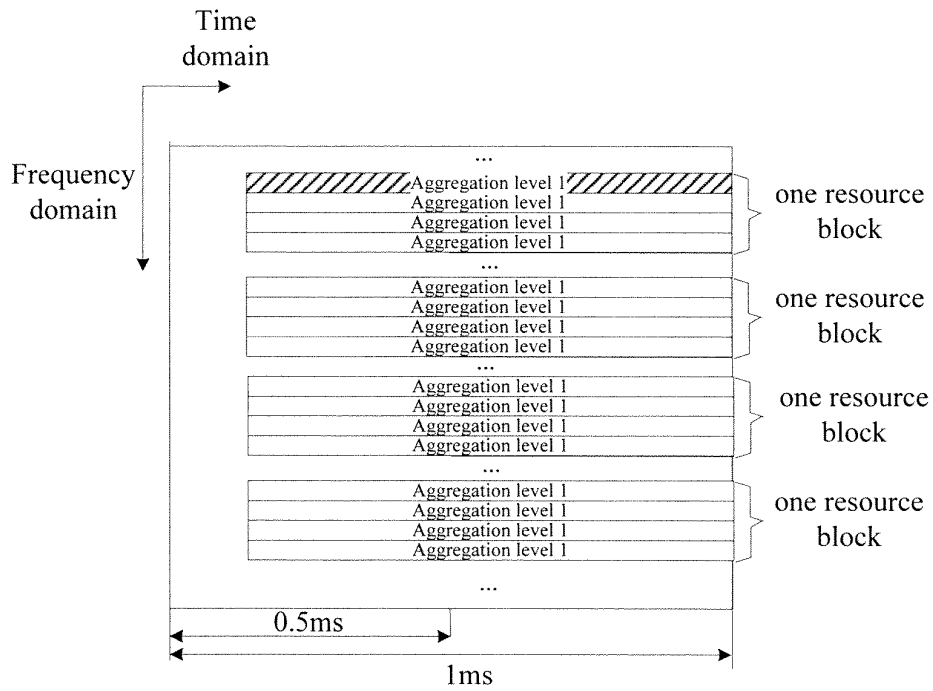 Time
domain
Frequency
domain
...
Aggregation level 1
Aggregation level 1
Aggregation level 1
Aggregation level 1
one resource
block
...
Aggregation level 1
Aggregation level 1
Aggregation level 1
Aggregation level 1
one resource
block
...
Aggregation level 1
Aggregation level 1
Aggregation level 1
Aggregation level 1
one resource
block
...
Aggregation level 1
Aggregation level 1
Aggregation level 1
Aggregation level 1
one resource
block
...
0.5ms
1ms